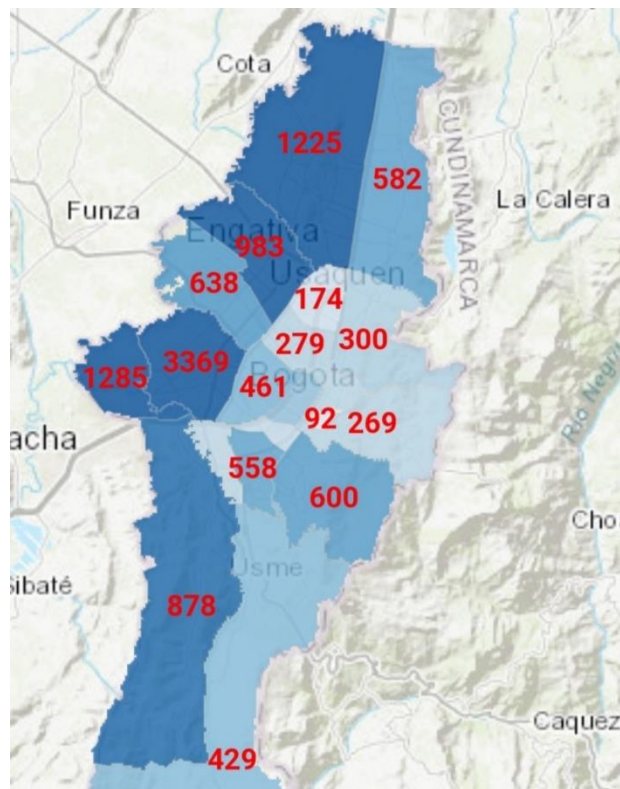 Cota
1225
582
CUNDINAMARCA
La Calera
Funza
Engativa
983
638
Usaquen
174
279
300
3369
1285
Bogota
461
92
269
acha
558
600
Rio Negro
Cho
Usme
ibaté
878
Caquez
429